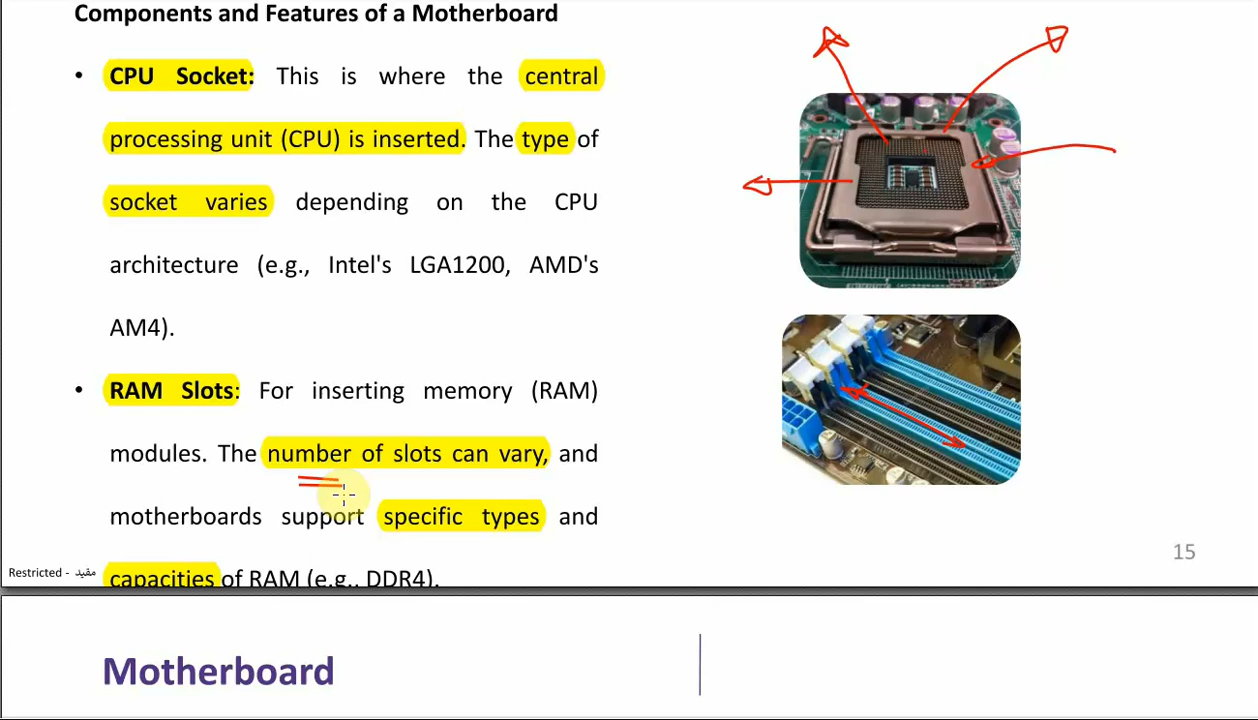 Components and Features of a Motherboard
• CPU Socket: This is where the central
processing unit (CPU) is inserted. The type of
socket varies depending on the CPU
architecture (e.g., Intel's LGA1200, AMD's
AM4).
• RAM Slots: For inserting memory (RAM)
modules. The number of slots can vary, and
motherboards support specific types and
capacities of RAM (e.g., DDR4).
15
Restricted - مقيد
Motherboard